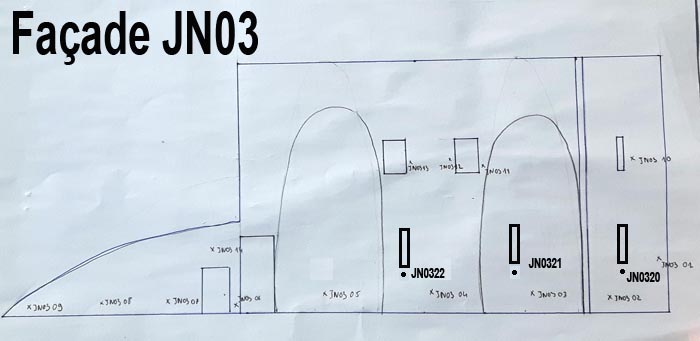 Façade JN03
JN03 13
JN03 12
JN03 11
JN03 10
JN03 14
JN0322
JN0321
JN0320
JN03 01
JN03 09
JN03 08
JN03 07
JN03 06
JN03 05
JN03 04
JN03 03
JN03 02